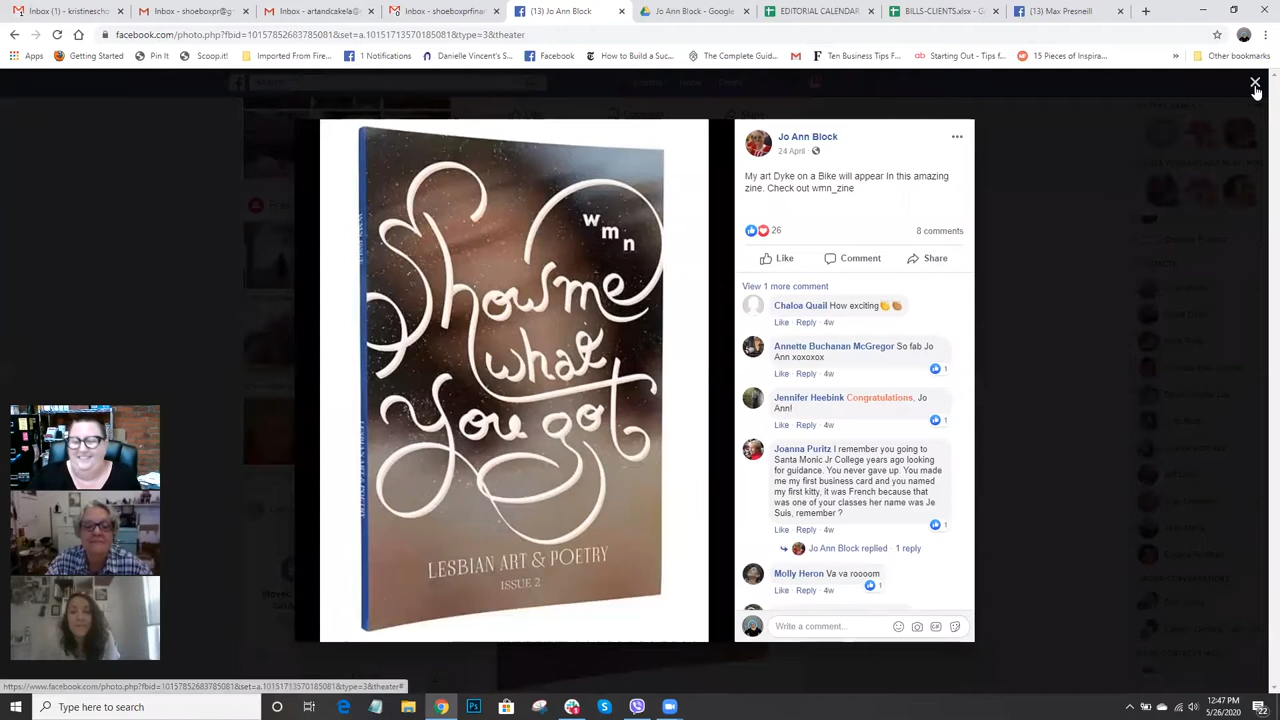 Inbox (1) - kristineschom
Inbox (1) - shoeboxpr@g
Inbox (1) - artandcakela@
Inbox (4) - shoeboxprfinanc
(13) Jo Ann Block
Jo Ann Block - Google Drive
EDITORIAL CALENDAR
BILLS-CLIENTS.xlsx - G
(13) Max Presneill
facebook.com/photo.php?fbid=10157852683785081&set=a.10151713570185081&type=3&theater
Apps
Getting Started
Pin It
Scoop.it!
Imported From Fire...
1 Notifications
Danielle Vincent's S...
Facebook
How to Build a Suc...
The Complete Guid...
Ten Business Tips F...
Starting Out - Tips f...
15 Pieces of Inspira...
»
Other bookmarks
wmn
Show me
what
you got
LESBIAN ART & POETRY
ISSUE 2
Jo Ann Block
24 April
My art Dyke on a Bike will appear in this amazing
zine. Check out wmn_zine
26
8 comments
Like
Comment
Share
View 1 more comment
Chaloa Quail How exciting👏👏
Like · Reply · 4w
Annette Buchanan McGregor So fab Jo
Ann xoxoxox
1
Like · Reply · 4w
Jennifer Heebink Congratulations, Jo
Ann!
1
Like · Reply · 4w
Joanna Puritz I remember you going to
Santa Monic Jr College years ago looking
for guidance. You never gave up. You made
me my first business card and you named
my first kitty, it was French because that
was one of your classes her name was Je
Suis, remember ?
1
Like · Reply · 4w
Jo Ann Block replied · 1 reply
Molly Heron Va va roooom
1
Like · Reply · 4w
Write a comment...
https://www.facebook.com/photo.php?fbid=10157852683785081&set=a.10151713570185081&type=3&theater#
Type here to search
12:47 PM
5/26/2020